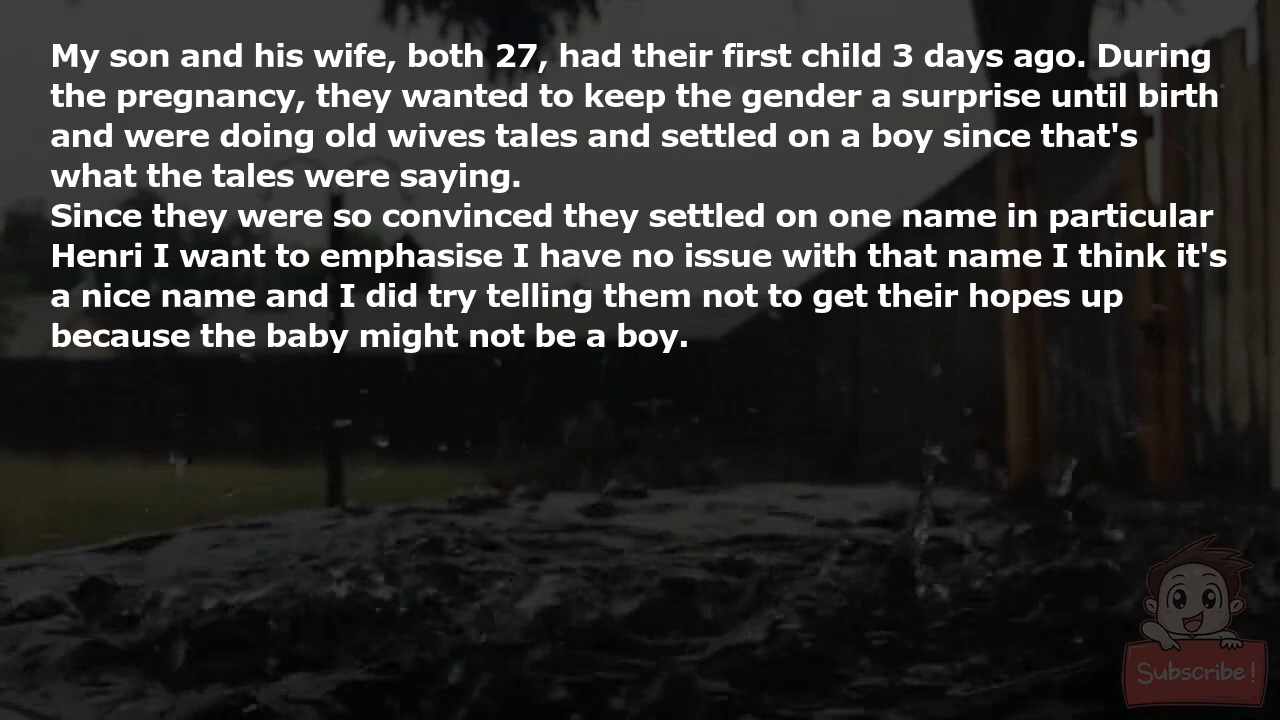 My son and his wife, both 27, had their first child 3 days ago. During
the pregnancy, they wanted to keep the gender a surprise until birth
and were doing old wives tales and settled on a boy since that's
what the tales were saying.
Since they were so convinced they settled on one name in particular
Henri I want to emphasise I have no issue with that name I think it's
a nice name and I did try telling them not to get their hopes up
because the baby might not be a boy.
Subscribe!